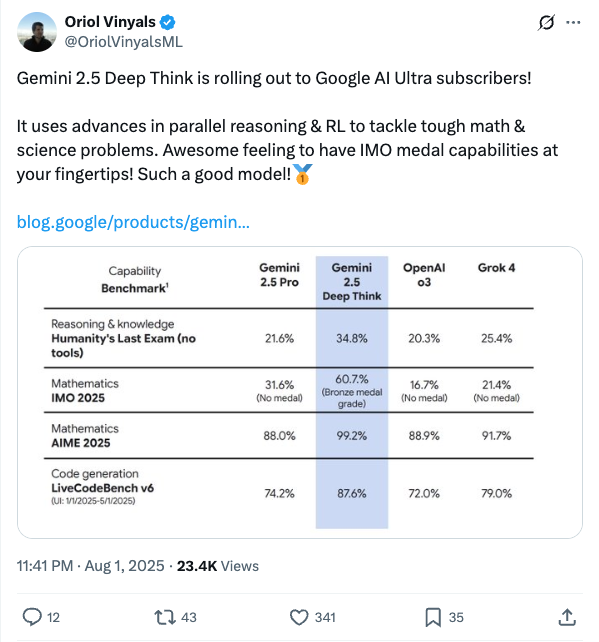 Oriol Vinyals
@OriolVinyalsML
Gemini 2.5 Deep Think is rolling out to Google AI Ultra subscribers!
It uses advances in parallel reasoning & RL to tackle tough math &
science problems. Awesome feeling to have IMO medal capabilities at
your fingertips! Such a good model!🥇
blog.google/products/gemin...
Capability
Benchmark¹
Gemini
2.5 Pro
Gemini
2.5
Deep Think
OpenAI
o3
Grok 4
Reasoning & knowledge
Humanity's Last Exam (no
tools)
21.6%
34.8%
20.3%
25.4%
Mathematics
IMO 2025
31.6%
(No medal)
60.7.%
(Bronze medal
grade)
16.7%
(No medal)
21.4%
(No medal)
Mathematics
AIME 2025
88.0%
99.2%
88.9%
91.7%
Code generation
LiveCodeBench v6
(UI: 1/1/2025-5/1/2025)
74.2%
87.6%
72.0%
79.0%
11:41 PM · Aug 1, 2025 · 23.4K Views
12
43
341
35